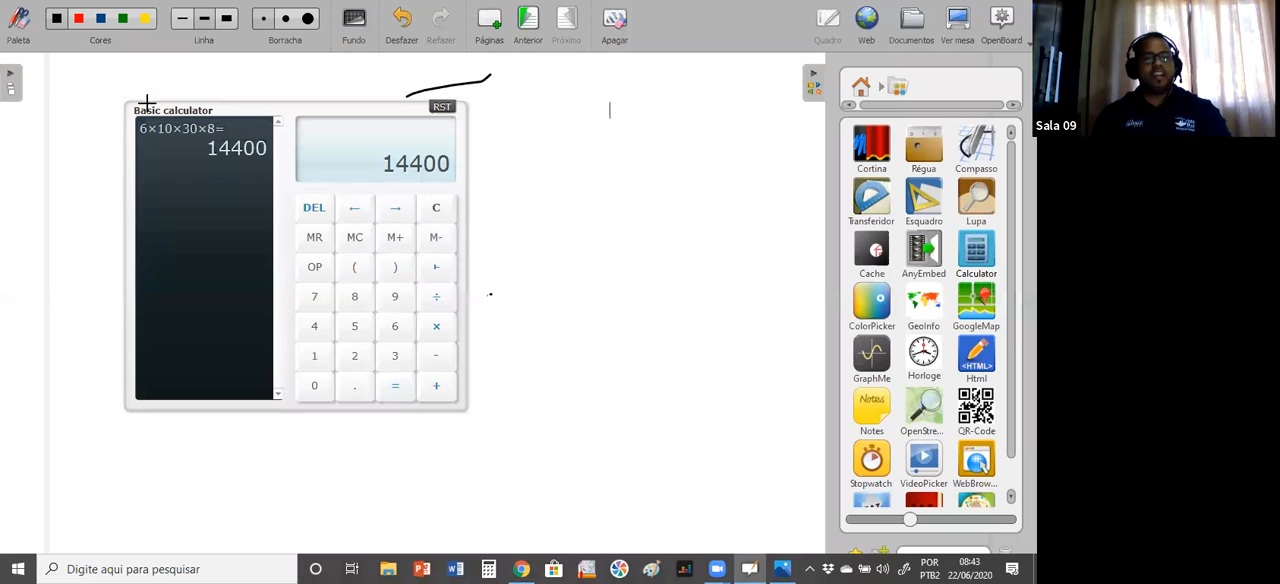 Paleta
Cores
Linha
Borracha
Fundo
Desfazer
Refazer
Páginas
Anterior
Próximo
Apagar
Quadro
Web
Documentos
Ver mesa
OpenBoard
Basic calculator
RST
6×10×30×8=
14400
14400
DEL ← → C
MR MC M+ M-
OP ( )
7 8 9 ÷
4 5 6 ×
1 2 3 -
0 . = +
Cortina
Régua
Compasso
Transferidor
Esquadro
Lupa
Cache
AnyEmbed
Calculator
ColorPicker
GeoInfo
GoogleMap
GraphMe
Horloge
<HTML>
Html
Notes
Notes
OpenStre...
QR-Code
Stopwatch
VideoPicker
WebBrow...
Sala 09
Digite aqui para pesquisar
POR
PTB2
08:43
22/06/2020